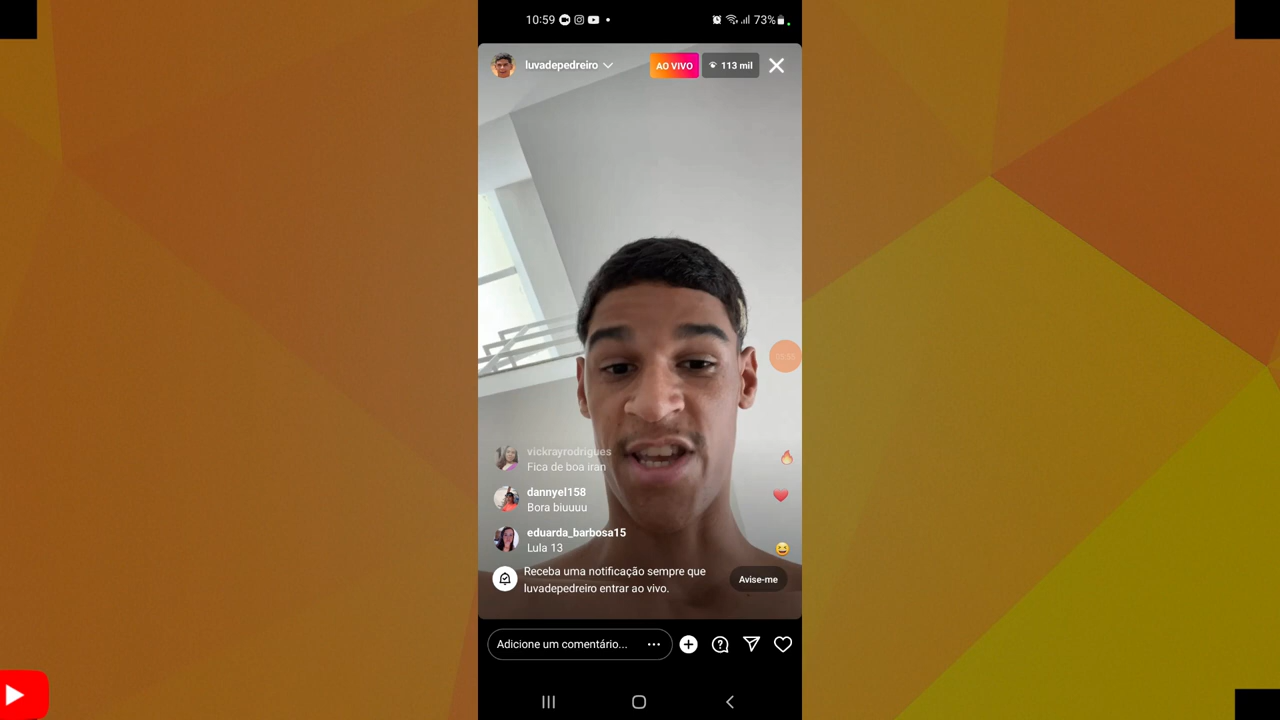 10:59
73%
luvadepedreiro
AO VIVO
113 mil
vickrayrodrigues
Fica de boa iran
dannyel158
Bora biuuuu
eduarda_barbosa15
Lula 13
Receba uma notificação sempre que
luvadepedreiro entrar ao vivo.
Avise-me
Adicione um comentário...